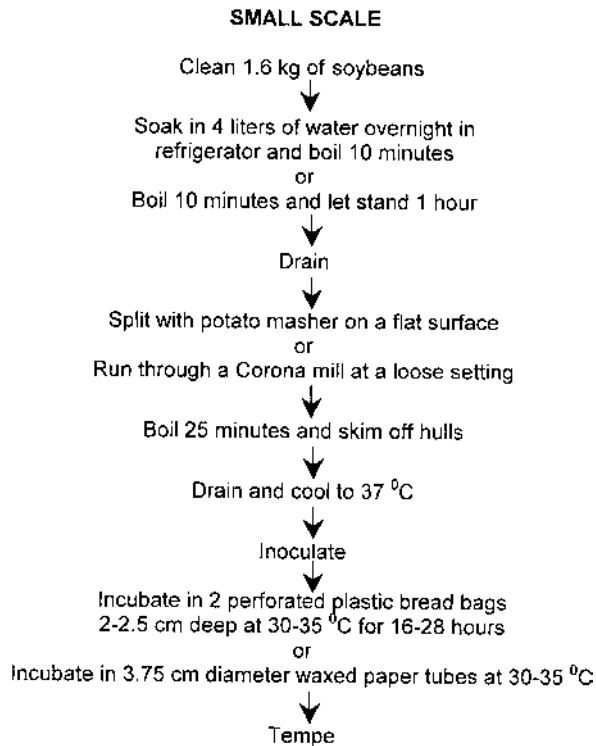 SMALL SCALE
Clean 1.6 kg of soybeans
Soak in 4 liters of water overnight in
refrigerator and boil 10 minutes
or
Boil 10 minutes and let stand 1 hour
Drain
Split with potato masher on a flat surface
or
Run through a Corona mill at a loose setting
Boil 25 minutes and skim off hulls
Drain and cool to 37 ⁰C
Inoculate
Incubate in 2 perforated plastic bread bags
2-2.5 cm deep at 30-35 ⁰C for 16-28 hours
or
Incubate in 3.75 cm diameter waxed paper tubes at 30-35 ⁰C
Tempe